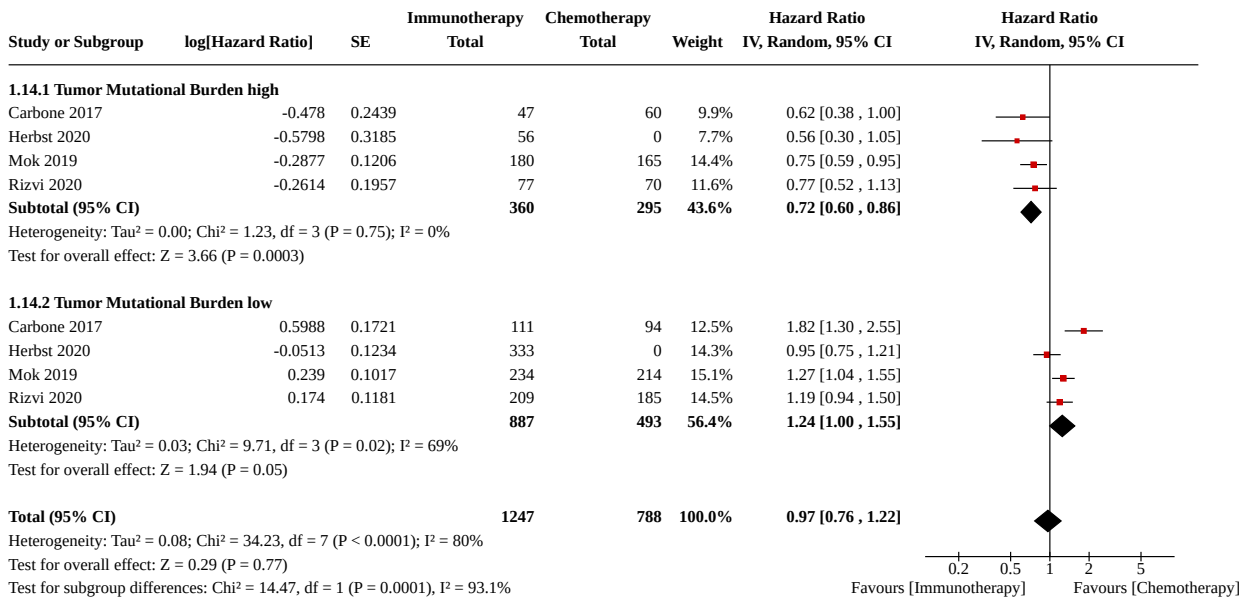 Immunotherapy Chemotherapy Hazard Ratio Hazard Ratio
Study or Subgroup log[Hazard Ratio] SE Total Total Weight IV, Random, 95% CI IV, Random, 95% CI
1.14.1 Tumor Mutational Burden high
Carbone 2017 -0.478 0.2439 47 60 9.9% 0.62 [0.38 , 1.00]
Herbst 2020 -0.5798 0.3185 56 0 7.7% 0.56 [0.30 , 1.05]
Mok 2019 -0.2877 0.1206 180 165 14.4% 0.75 [0.59 , 0.95]
Rizvi 2020 -0.2614 0.1957 77 70 11.6% 0.77 [0.52 , 1.13]
Subtotal (95% CI) 360 295 43.6% 0.72 [0.60 , 0.86]
Heterogeneity: Tau² = 0.00; Chi² = 1.23, df = 3 (P = 0.75); I² = 0%
Test for overall effect: Z = 3.66 (P = 0.0003)
1.14.2 Tumor Mutational Burden low
Carbone 2017 0.5988 0.1721 111 94 12.5% 1.82 [1.30 , 2.55]
Herbst 2020 -0.0513 0.1234 333 0 14.3% 0.95 [0.75 , 1.21]
Mok 2019 0.239 0.1017 234 214 15.1% 1.27 [1.04 , 1.55]
Rizvi 2020 0.174 0.1181 209 185 14.5% 1.19 [0.94 , 1.50]
Subtotal (95% CI) 887 493 56.4% 1.24 [1.00 , 1.55]
Heterogeneity: Tau² = 0.03; Chi² = 9.71, df = 3 (P = 0.02); I² = 69%
Test for overall effect: Z = 1.94 (P = 0.05)
Total (95% CI) 1247 788 100.0% 0.97 [0.76 , 1.22]
Heterogeneity: Tau² = 0.08; Chi² = 34.23, df = 7 (P < 0.0001); I² = 80%
Test for overall effect: Z = 0.29 (P = 0.77)
0.2 0.5 1 2 5
Test for subgroup differences: Chi² = 14.47, df = 1 (P = 0.0001), I² = 93.1%
Favours [Immunotherapy] Favours [Chemotherapy]